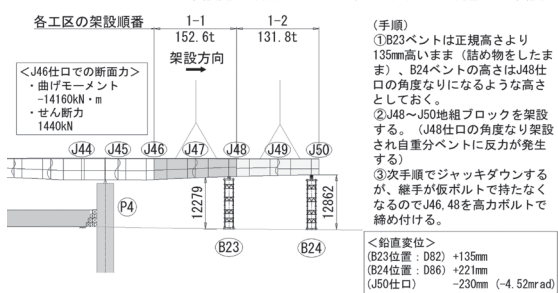 各工区の架設順番
1-1
1-2
152.6t
131.8t
架設方向
<J46仕口での断面力>
・曲げモーメント
-14160kN・m
・せん断力
1440kN
J44
J45
J46
J47
J48
J49
J50
P4
12279
12862
B23
B24
(手順)
①B23ベントは正規高さより
135mm高いまま（詰め物をしたま
ま）、B24ベントの高さはJ48仕
口の角度なりになるような高さ
としておく。
②J48～J50地組ブロックを架設
する。（J48仕口の角度なり架設
され自重分ベントに反力が発生
する）
③次手順でジャッキダウンする
が、継手が仮ボルトで持たなく
なるのでJ46,48を高力ボルトで
締め付ける。
<鉛直変位>
(B23位置：D82) +135mm
(B24位置：D86) +221mm
(J50仕口) -230mm (-4.52mrad)